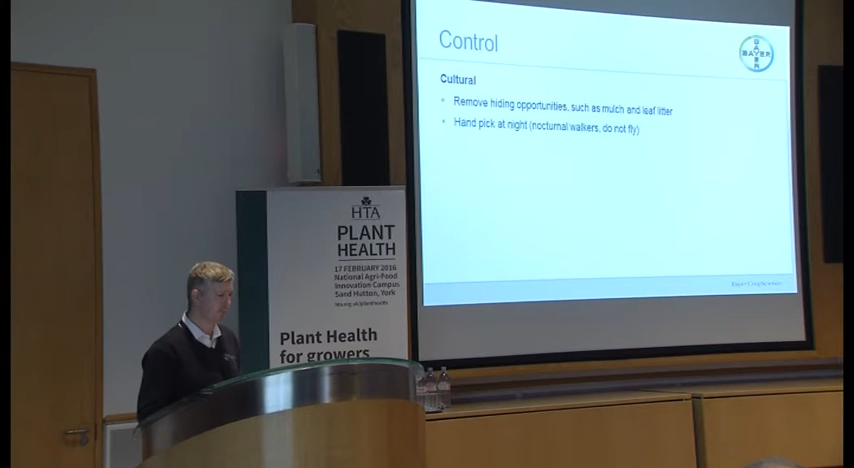 Control
BAYER
BAYER
Cultural
Remove hiding opportunities, such as mulch and leaf litter
Hand pick at night (nocturnal walkers, do not fly)
Bayer CropScience
HTA
PLANT
HEALTH
17 FEBRUARY 2016
National Agri-Food
Innovation Campus
Sand Hutton, York
Plant Health
for growers